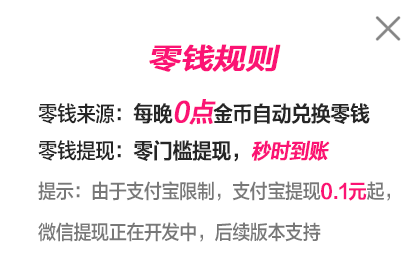 零钱规则
零钱来源：每晚0点金币自动兑换零钱
零钱提现：零门槛提现，秒时到账
提示：由于支付宝限制，支付宝提现0.1元起，
微信提现正在开发中，后续版本支持